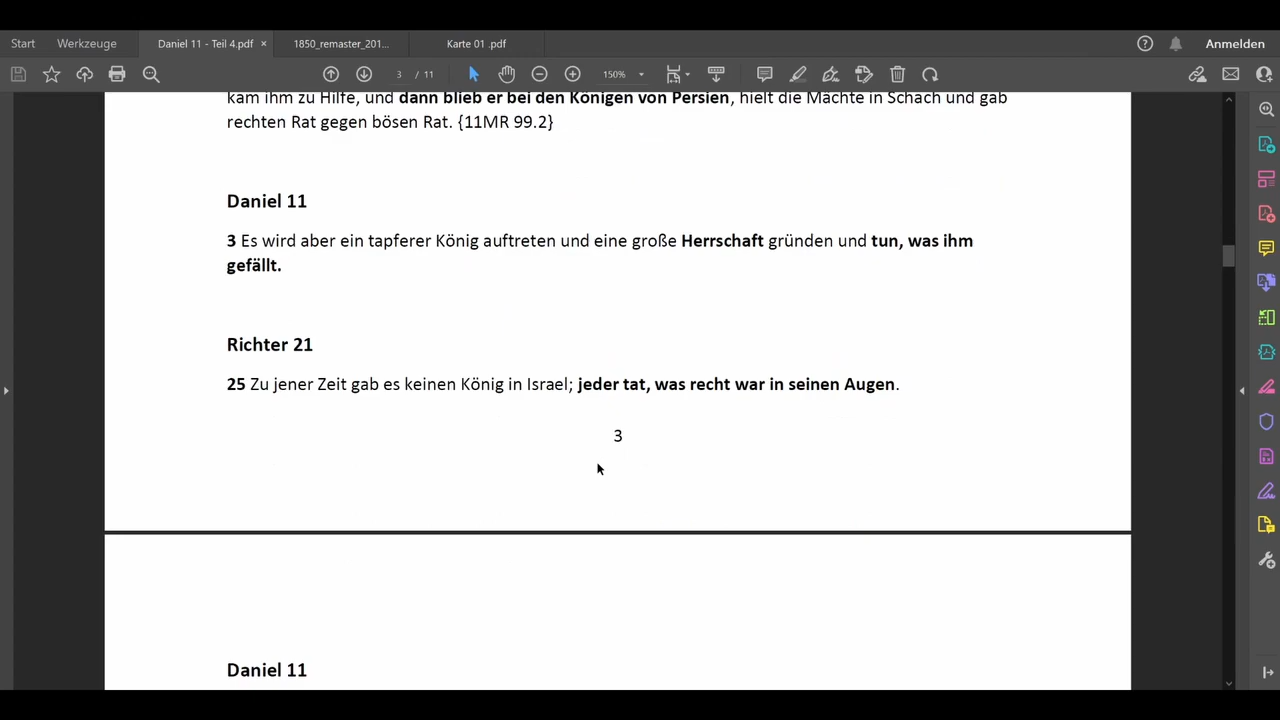 Start Werkzeuge Daniel 11 - Teil 4.pdf × 1850_remaster_201... Karte 01 .pdf Anmelden
3 / 11 150%
kam ihm zu Hilfe, und dann blieb er bei den Königen von Persien, hielt die Mächte in Schach und gab
rechten Rat gegen bösen Rat. {11MR 99.2}
Daniel 11
3 Es wird aber ein tapferer König auftreten und eine große Herrschaft gründen und tun, was ihm
gefällt.
Richter 21
25 Zu jener Zeit gab es keinen König in Israel; jeder tat, was recht war in seinen Augen.
3
Daniel 11